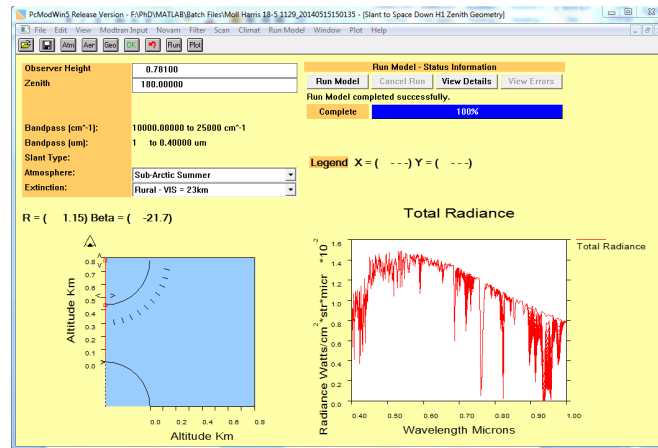 PcModWin5 Release Version - F:\PhD\MATLAB\Batch Files\Moll Harris 18-5 1129_20140515150135 - [Slant to Space Down H1 Zenith Geometry]
File Edit View Modtran Input Novam Filter Scan Climat Run Model Window Plot Help
Atm Aer Geo OK Run Plot
Observer Height 0.78100
Zenith 180.00000
Bandpass (cm^-1): 10000.00000 to 25000 cm^-1
Bandpass (um): 1 to 0.40000 um
Slant Type:
Atmosphere: Sub-Arctic Summer
Extinction: Rural - VIS = 23km
Run Model - Status Information
Run Model Cancel Run View Details View Errors
Run Model completed successfully.
Complete 100%
Legend X = ( - - -) Y = ( - - -)
R = ( 1.15) Beta = ( -21.7)
Altitude Km
0.8
0.7
0.6
0.5
0.4
0.3
0.2
0.1
0.0
0.0 0.2 0.4 0.6 0.8
Altitude Km
Total Radiance
Total Radiance
Radiance Watts/cm^2*str*micr *10^-2
1.6
1.4
1.2
1.0
0.8
0.6
0.4
0.2
0.0
0.40 0.50 0.60 0.70 0.80 0.90 1.00
Wavelength Microns